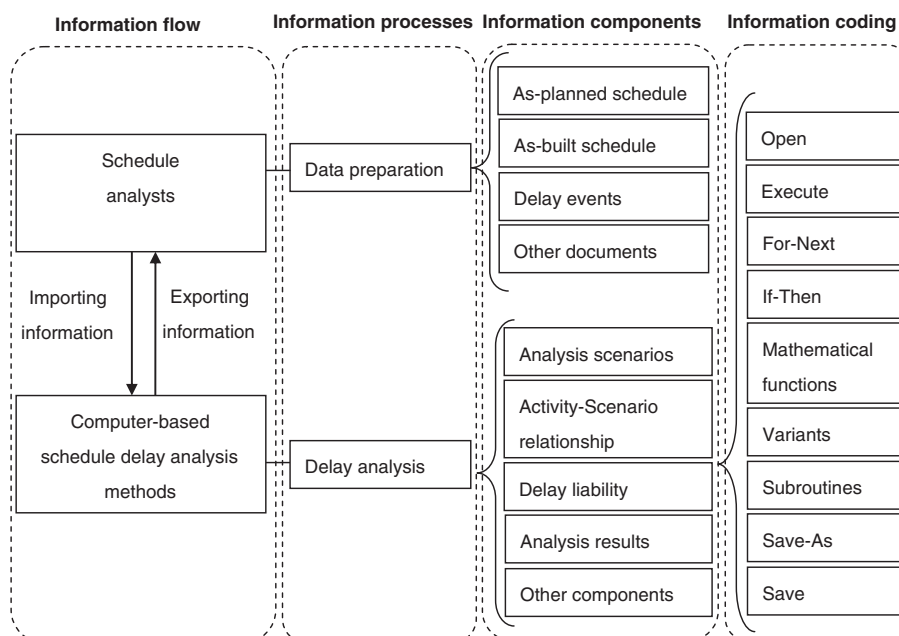 Information flow
Information processes
Information components
Information coding
Schedule
analysts
Importing
information
Exporting
information
Computer-based
schedule delay analysis
methods
Data preparation
Delay analysis
As-planned schedule
As-built schedule
Delay events
Other documents
Analysis scenarios
Activity-Scenario
relationship
Delay liability
Analysis results
Other components
Open
Execute
For-Next
If-Then
Mathematical
functions
Variants
Subroutines
Save-As
Save